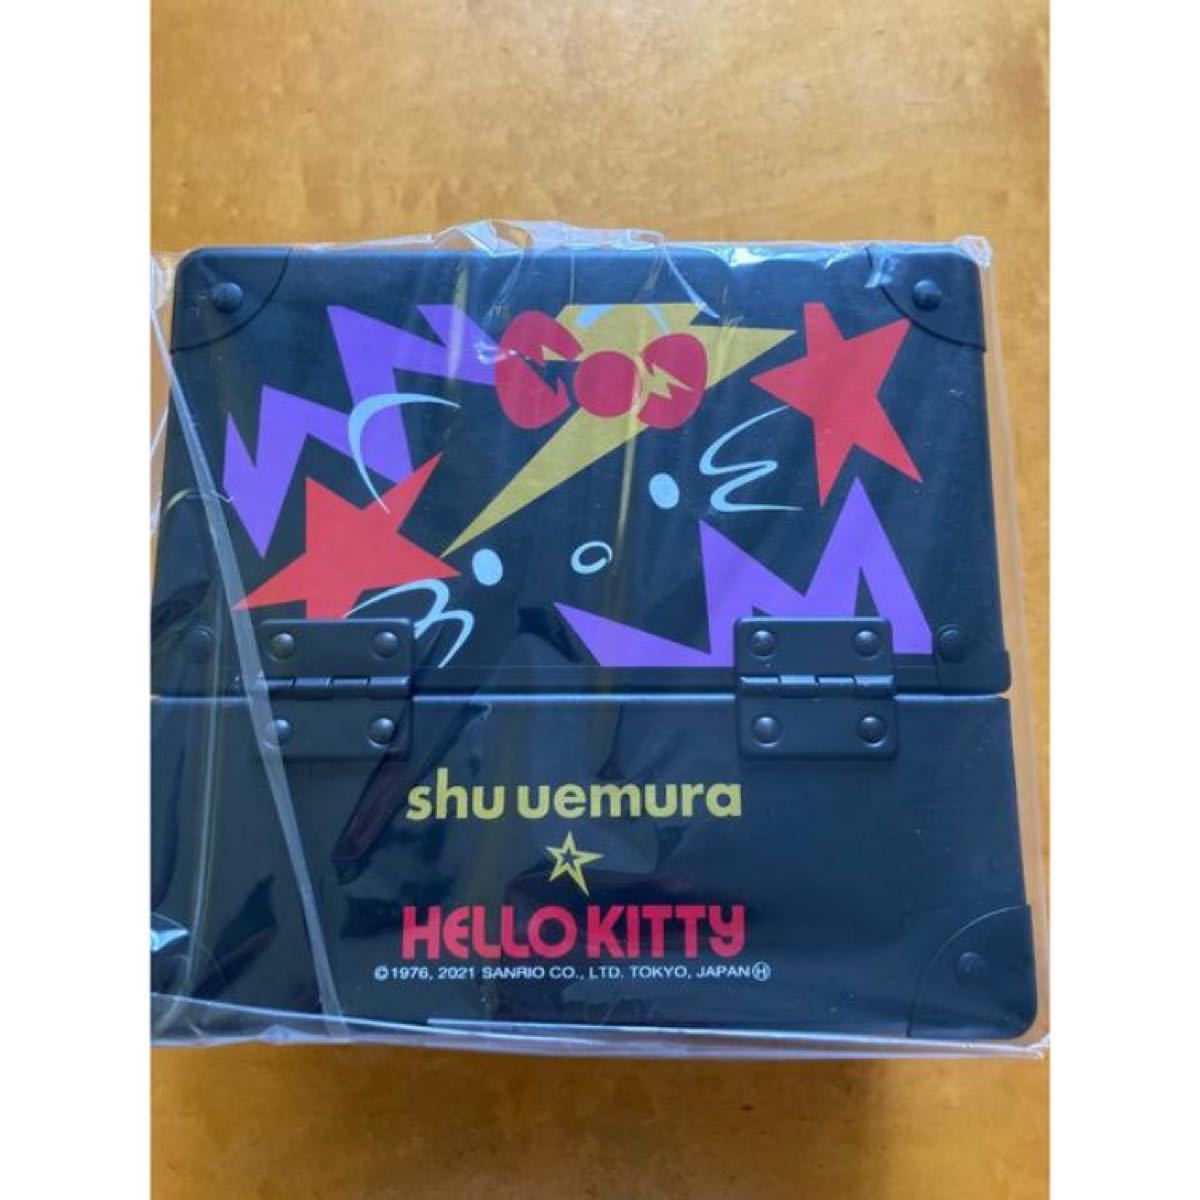 shu uemura
HELLO KITTY
©1976, 2021 SANRIO CO., LTD. TOKYO, JAPAN Ⓗ